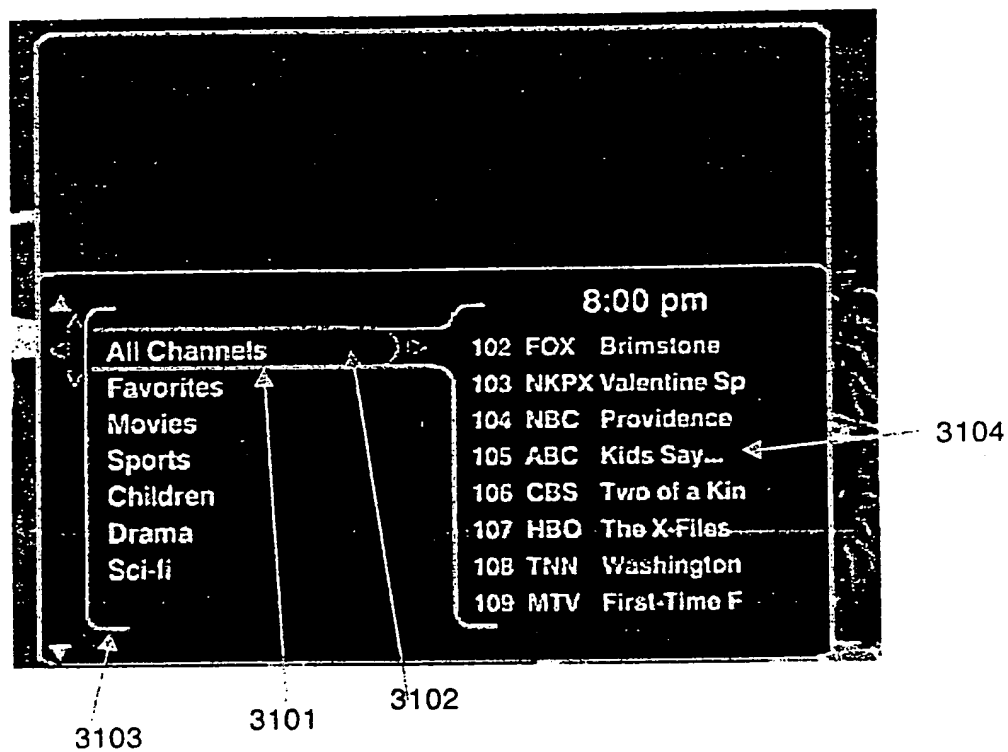 8:00 pm
All Channels
Favorites
Movies
Sports
Children
Drama
Sci-fi
102 FOX Brimstone
103 NKPX Valentine Sp
104 NBC Providence
105 ABC Kids Say...
106 CBS Two of a Kin
107 HBO The X-Files
108 TNN Washington
109 MTV First-Time F
3104
3101
3102
3103